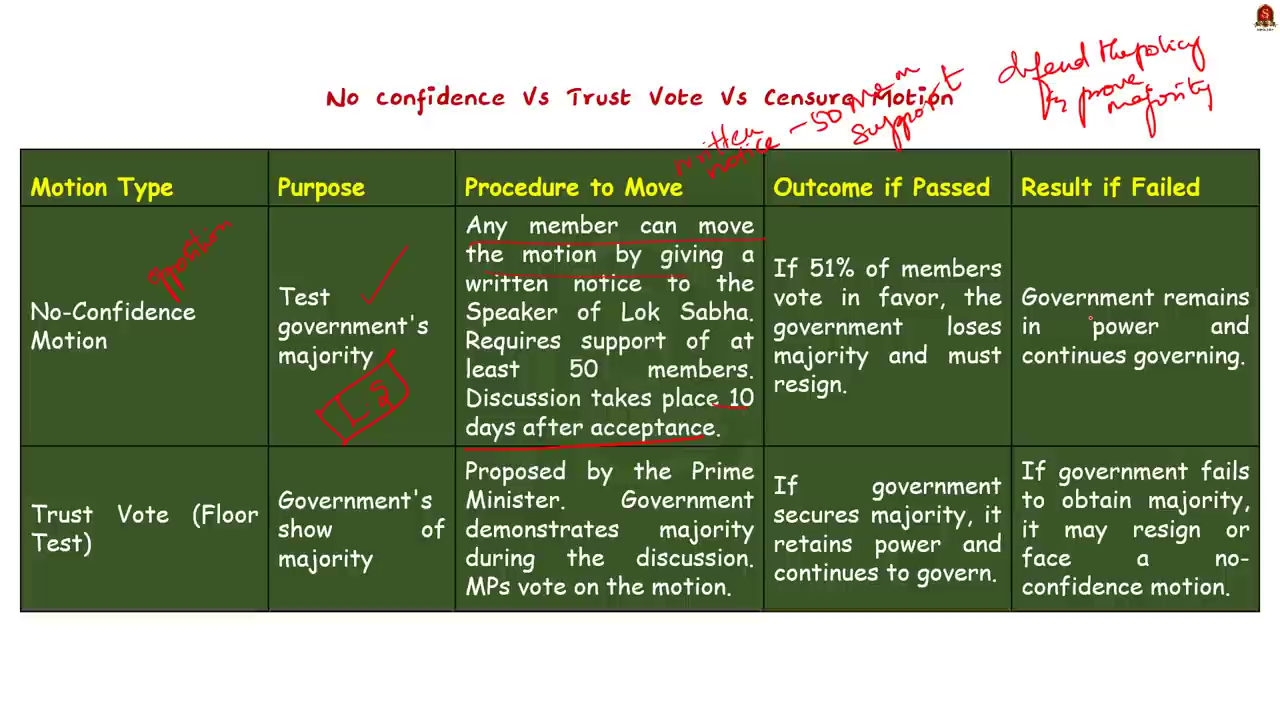 No confidence Vs Trust Vote Vs Censure Motion
written notice - 50 mem support
defend the policy
& prove
majority
Motion Type
Purpose
Procedure to Move
Outcome if Passed
Result if Failed
No-Confidence
Motion
opposition
Test
government's
majority
L.S
Any member can move
the motion by giving a
written notice to the
Speaker of Lok Sabha.
Requires support of at
least 50 members.
Discussion takes place 10
days after acceptance.
If 51% of members
vote in favor, the
government loses
majority and must
resign.
Government remains
in power and
continues governing.
Trust Vote (Floor
Test)
Government's
show of
majority
Proposed by the Prime
Minister. Government
demonstrates majority
during the discussion.
MPs vote on the motion.
If government
secures majority, it
retains power and
continues to govern.
If government fails
to obtain majority,
it may resign or
face a no-
confidence motion.